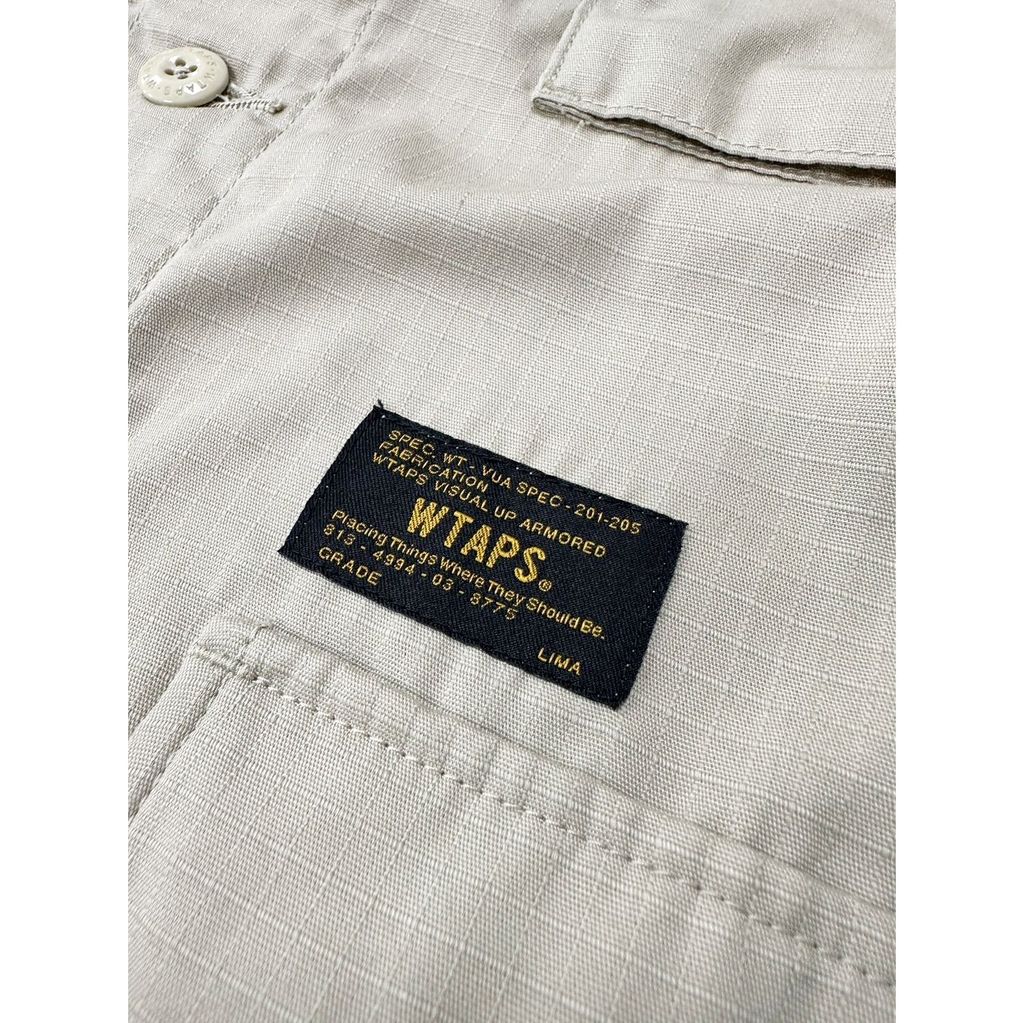 WTAPS
SPEC. WT - VUA SPEC - 201-205
FABRICATION
WTAPS VISUAL UP ARMORED
WTAPS®
Placing Things Where They Should Be.
813 - 4994 - 03 - 8775
GRADE
LIMA